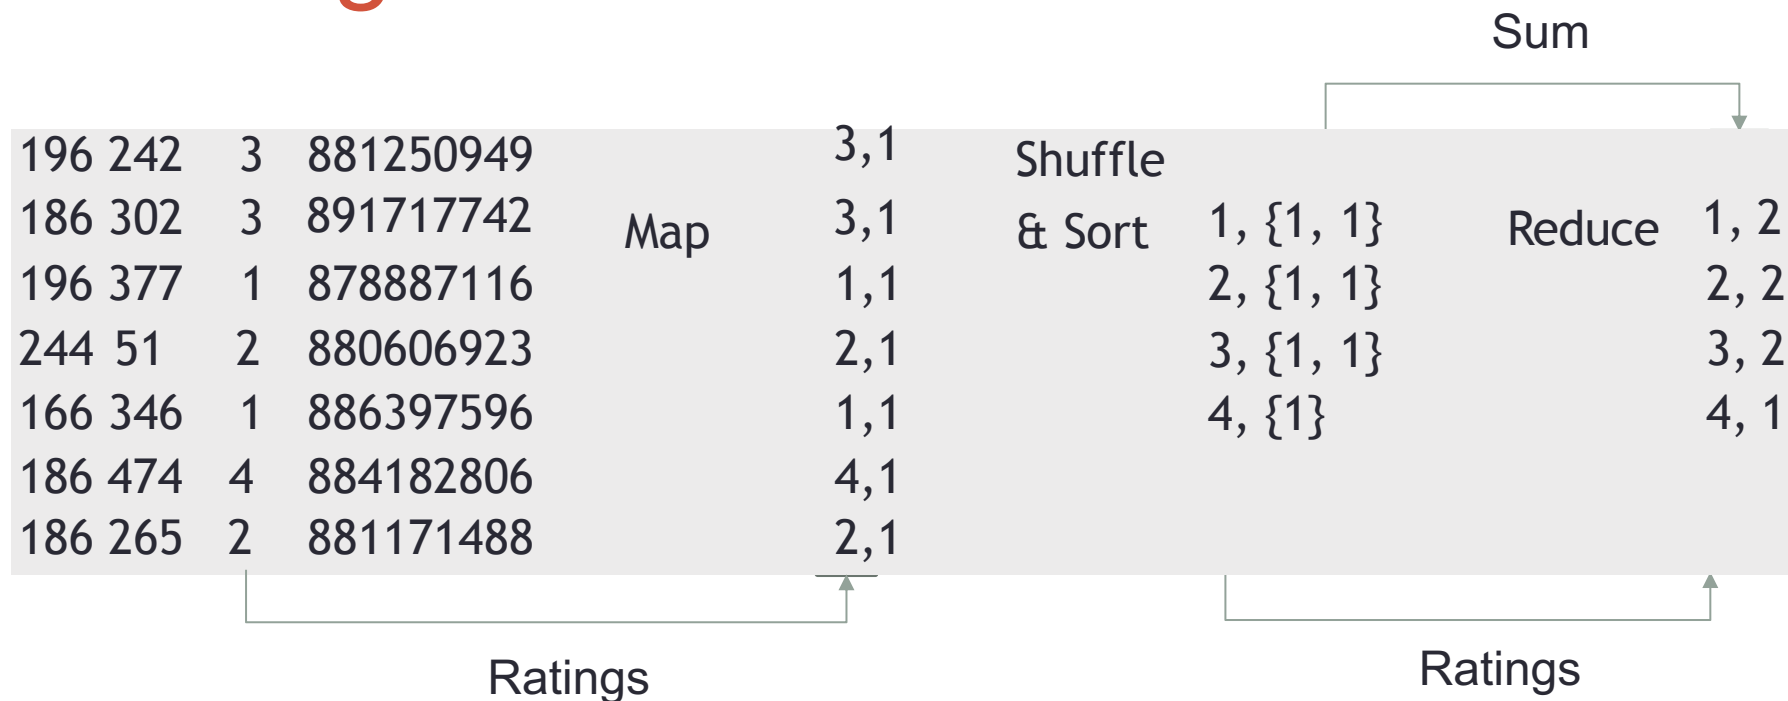 Sum
196 242 3 881250949 3,1 Shuffle
186 302 3 891717742 Map 3,1 & Sort 1, {1, 1} Reduce 1, 2
196 377 1 878887116 1,1 2, {1, 1} 2, 2
244 51 2 880606923 2,1 3, {1, 1} 3, 2
166 346 1 886397596 1,1 4, {1} 4, 1
186 474 4 884182806 4,1
186 265 2 881171488 2,1
Ratings Ratings